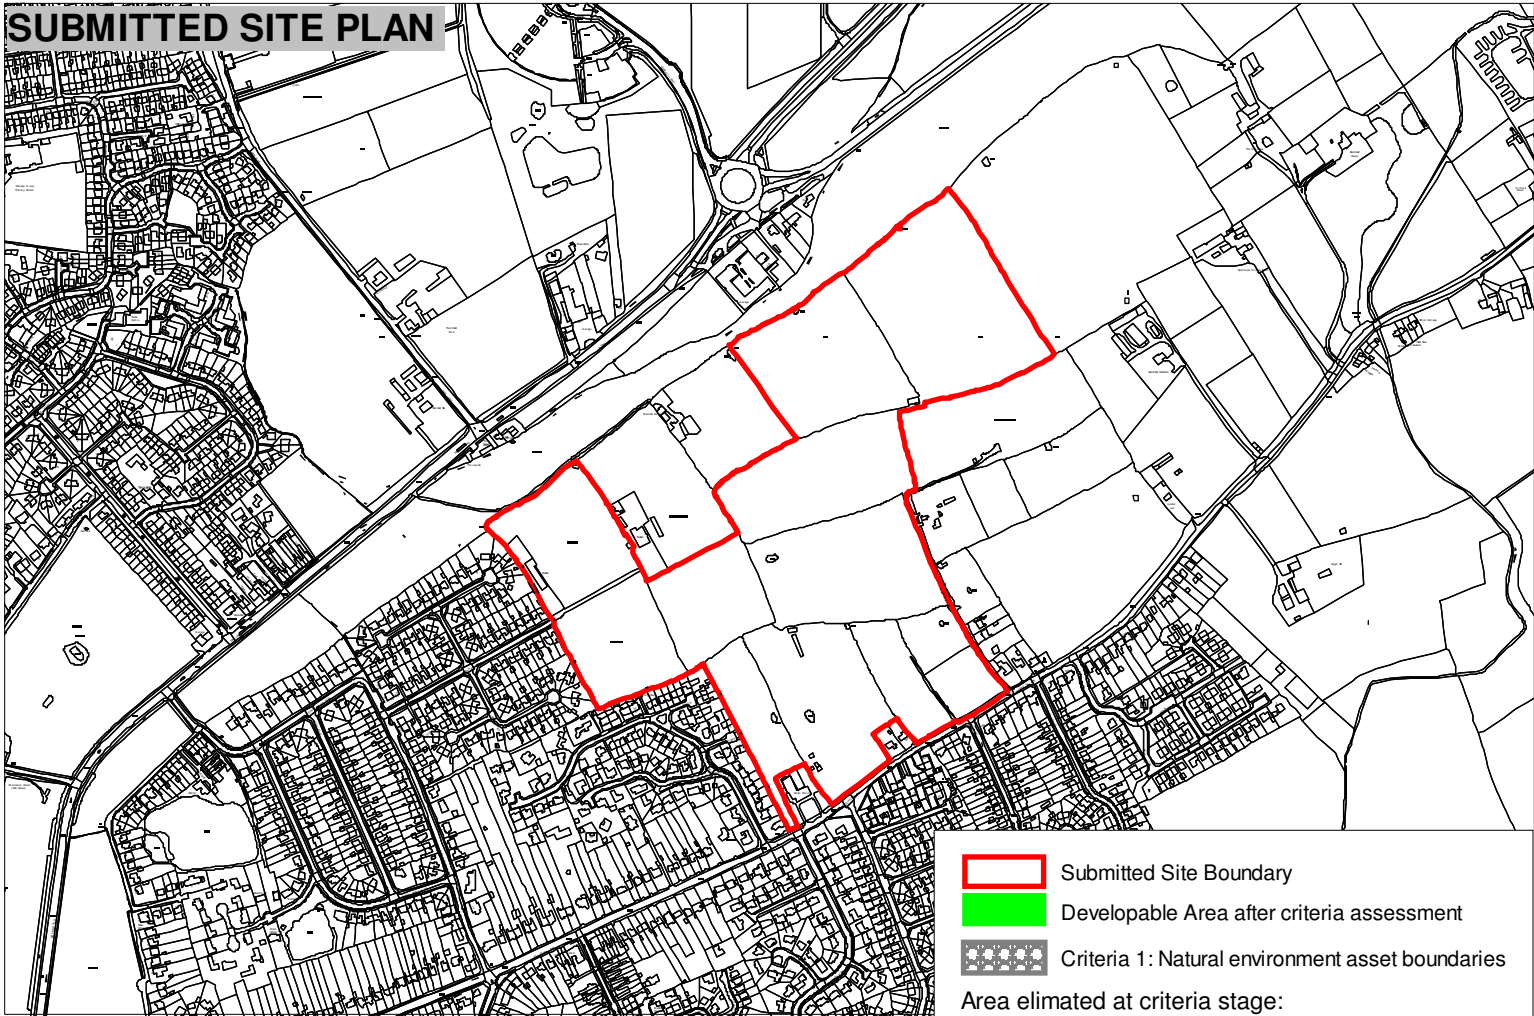 SUBMITTED SITE PLAN
Submitted Site Boundary
Developable Area after criteria assessment
Criteria 1: Natural environment asset boundaries
Area elimated at criteria stage: